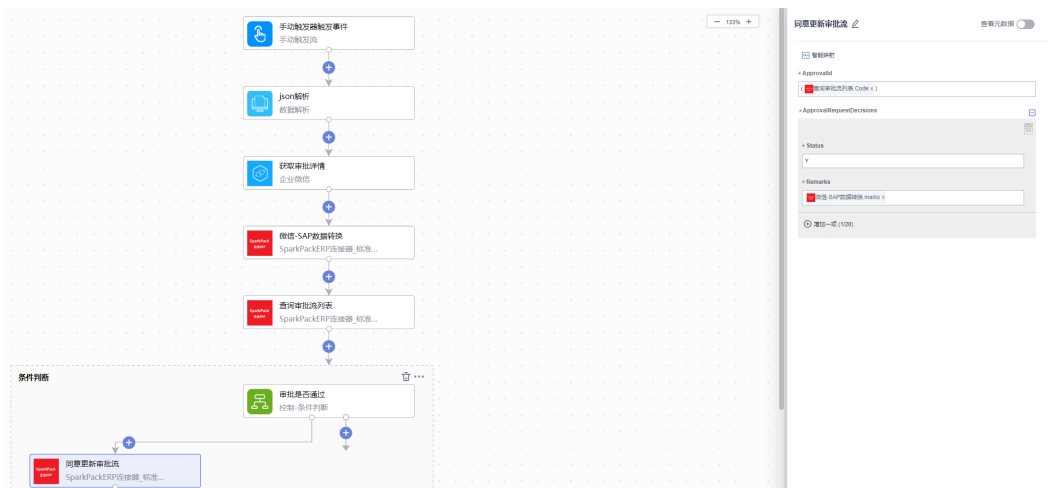 手动触发器触发事件
手动触发流
json解析
数据解析
获取审批详情
企业微信
SparkPack
微信-SAP数据转换
SparkPackERP连接器_标准...
SparkPack
查询审批流列表
SparkPackERP连接器_标准...
条件判断
审批是否通过
控制-条件判断
SparkPack
同意更新审批流
SparkPackERP连接器_标准...
− 133% +
同意更新审批流
查看元数据
智能映射
* ApprovalId
( 查询审批流列表.Code x )
* ApprovalRequestDecisions
* Status
Y
* Remarks
微信-SAP数据转换.marks x
增加一项 (1/20)